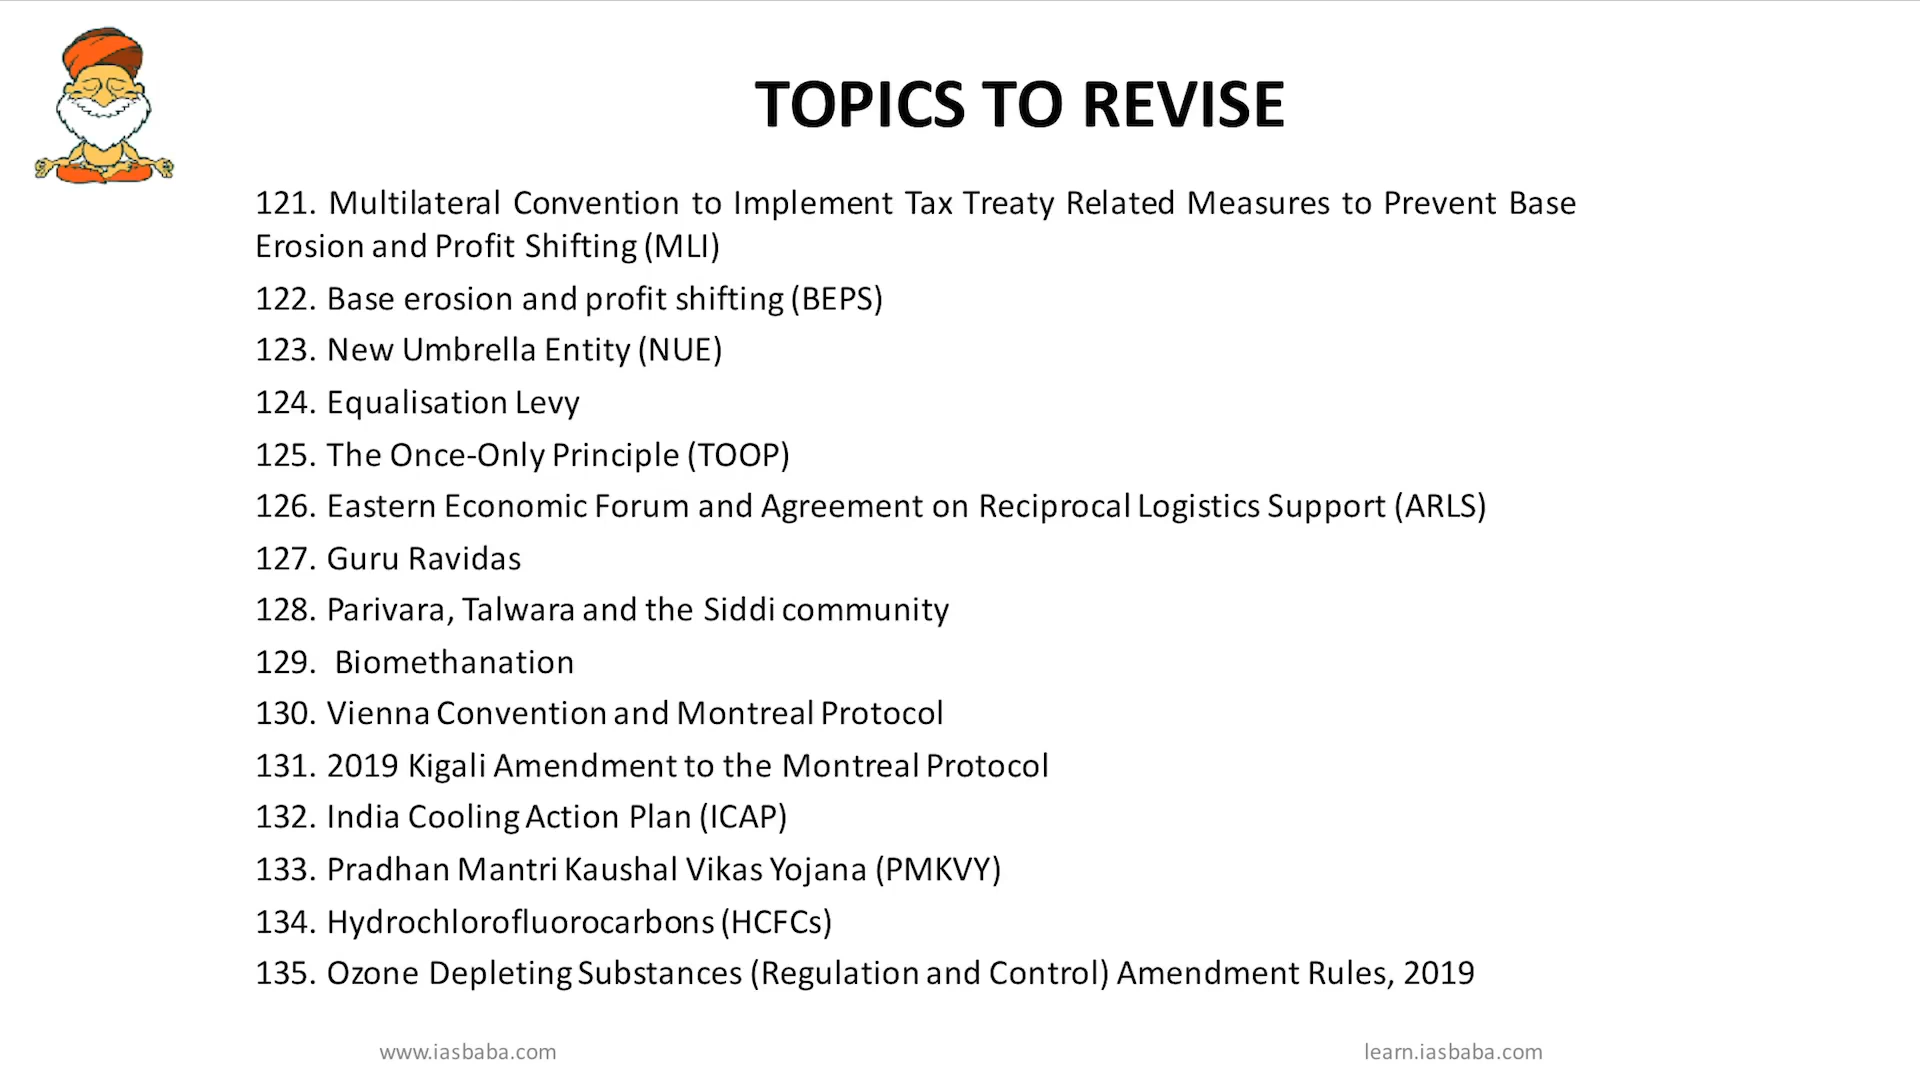 TOPICS TO REVISE
121. Multilateral Convention to Implement Tax Treaty Related Measures to Prevent Base
Erosion and Profit Shifting (MLI)
122. Base erosion and profit shifting (BEPS)
123. New Umbrella Entity (NUE)
124. Equalisation Levy
125. The Once-Only Principle (TOOP)
126. Eastern Economic Forum and Agreement on Reciprocal Logistics Support (ARLS)
127. Guru Ravidas
128. Parivara, Talwara and the Siddi community
129. Biomethanation
130. Vienna Convention and Montreal Protocol
131. 2019 Kigali Amendment to the Montreal Protocol
132. India Cooling Action Plan (ICAP)
133. Pradhan Mantri Kaushal Vikas Yojana (PMKVY)
134. Hydrochlorofluorocarbons (HCFCs)
135. Ozone Depleting Substances (Regulation and Control) Amendment Rules, 2019
www.iasbaba.com
learn.iasbaba.com